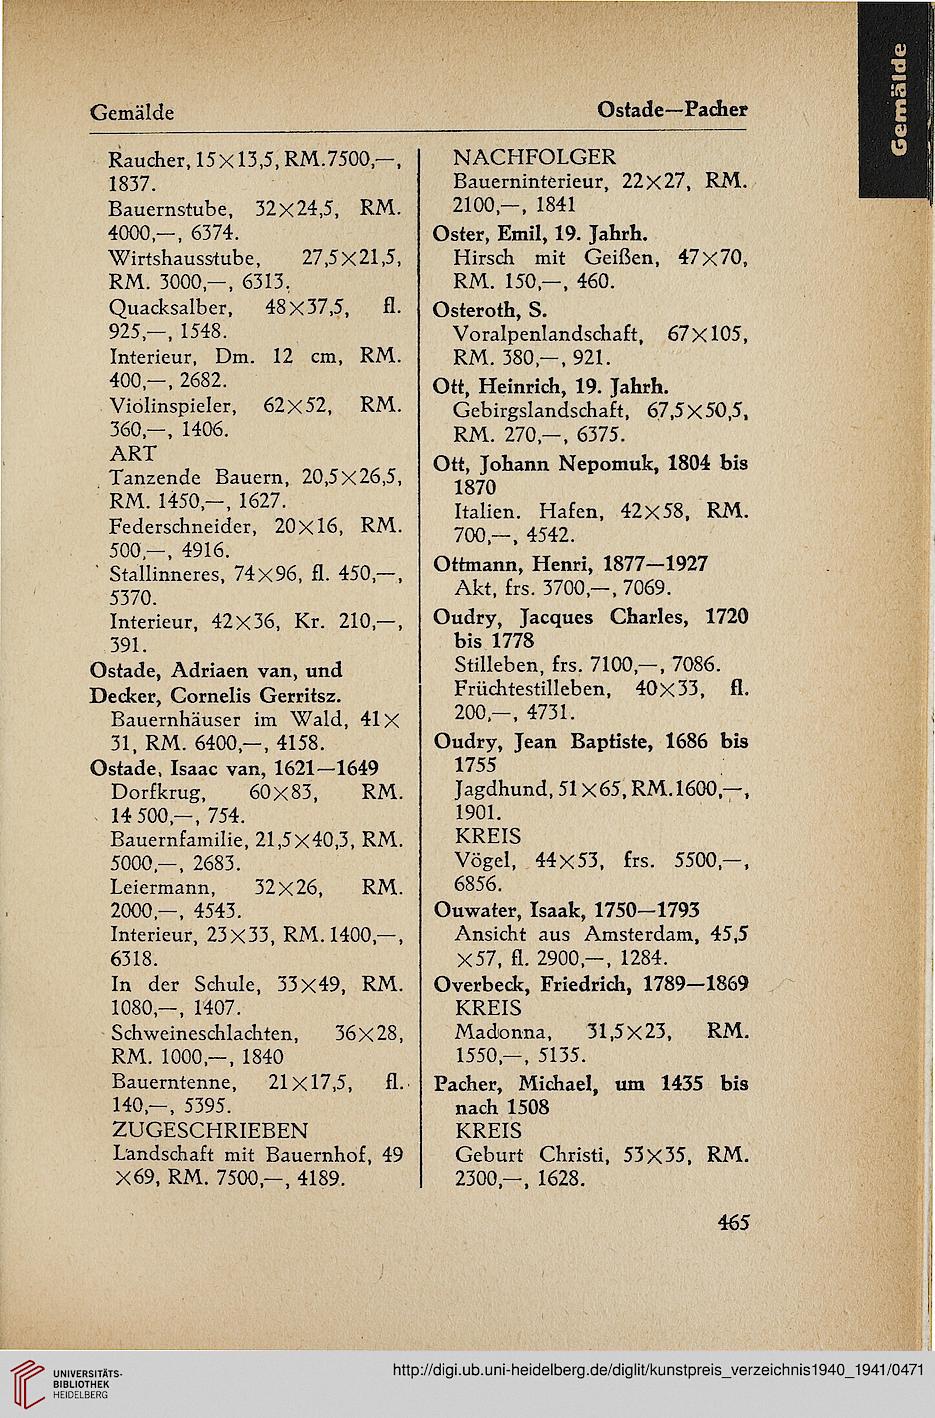 Gemälde
Gemälde
Ostade—Pacher
Raucher, 15×13,5, RM. 7500,—,
1837.
Bauernstube, 32×24,5, RM.
4000,—, 6374.
Wirtshausstube, 27,5×21,5,
RM. 3000,—, 6313.
Quacksalber, 48×37,5, fl.
925,—, 1548.
Interieur, Dm. 12 cm, RM.
400,—, 2682.
Violinspieler, 62×52, RM.
360,—, 1406.
ART
Tanzende Bauern, 20,5×26,5,
RM. 1450,—, 1627.
Federschneider, 20×16, RM.
500,—, 4916.
Stallinneres, 74×96, fl. 450,—,
5370.
Interieur, 42×36, Kr. 210,—,
391.
Ostade, Adriaen van, und
Decker, Cornelis Gerritsz.
Bauernhäuser im Wald, 41×
31, RM. 6400,—, 4158.
Ostade, Isaac van, 1621—1649
Dorfkrug, 60×83, RM.
14 500,—, 754.
Bauernfamilie, 21,5×40,3, RM.
5000,—, 2683.
Leiermann, 32×26, RM.
2000,—, 4543.
Interieur, 23×33, RM. 1400,—,
6318.
In der Schule, 33×49, RM.
1080,—, 1407.
Schweineschlachten, 36×28,
RM. 1000,—, 1840
Bauerntenne, 21×17,5, fl.
140,—, 5395.
ZUGESCHRIEBEN
Landschaft mit Bauernhof, 49
×69, RM. 7500,—, 4189.
NACHFOLGER
Bauerninterieur, 22×27, RM.
2100,—, 1841
Oster, Emil, 19. Jahrh.
Hirsch mit Geißen, 47×70,
RM. 150,—, 460.
Osteroth, S.
Voralpenlandschaft, 67×105,
RM. 380,—, 921.
Ott, Heinrich, 19. Jahrh.
Gebirgslandschaft, 67,5×50,5,
RM. 270,—, 6375.
Ott, Johann Nepomuk, 1804 bis
1870
Italien. Hafen, 42×58, RM.
700,—, 4542.
Ottmann, Henri, 1877—1927
Akt, frs. 3700,—, 7069.
Oudry, Jacques Charles, 1720
bis 1778
Stilleben, frs. 7100,—, 7086.
Früchtestilleben, 40×33, fl.
200,—, 4731.
Oudry, Jean Baptiste, 1686 bis
1755
Jagdhund, 51×65, RM. 1600,—,
1901.
KREIS
Vögel, 44×53, frs. 5500,—,
6856.
Ouwater, Isaak, 1750—1793
Ansicht aus Amsterdam, 45,5
×57, fl. 2900,—, 1284.
Overbeck, Friedrich, 1789—1869
KREIS
Madonna, 31,5×23, RM.
1550,—, 5135.
Pacher, Michael, um 1435 bis
nach 1508
KREIS
Geburt Christi, 53×35, RM.
2300,—, 1628.
465
UNIVERSITÄTS-
BIBLIOTHEK
HEIDELBERG
http://digi.ub.uni-heidelberg.de/diglit/kunstpreis_verzeichnis1940_1941/0471